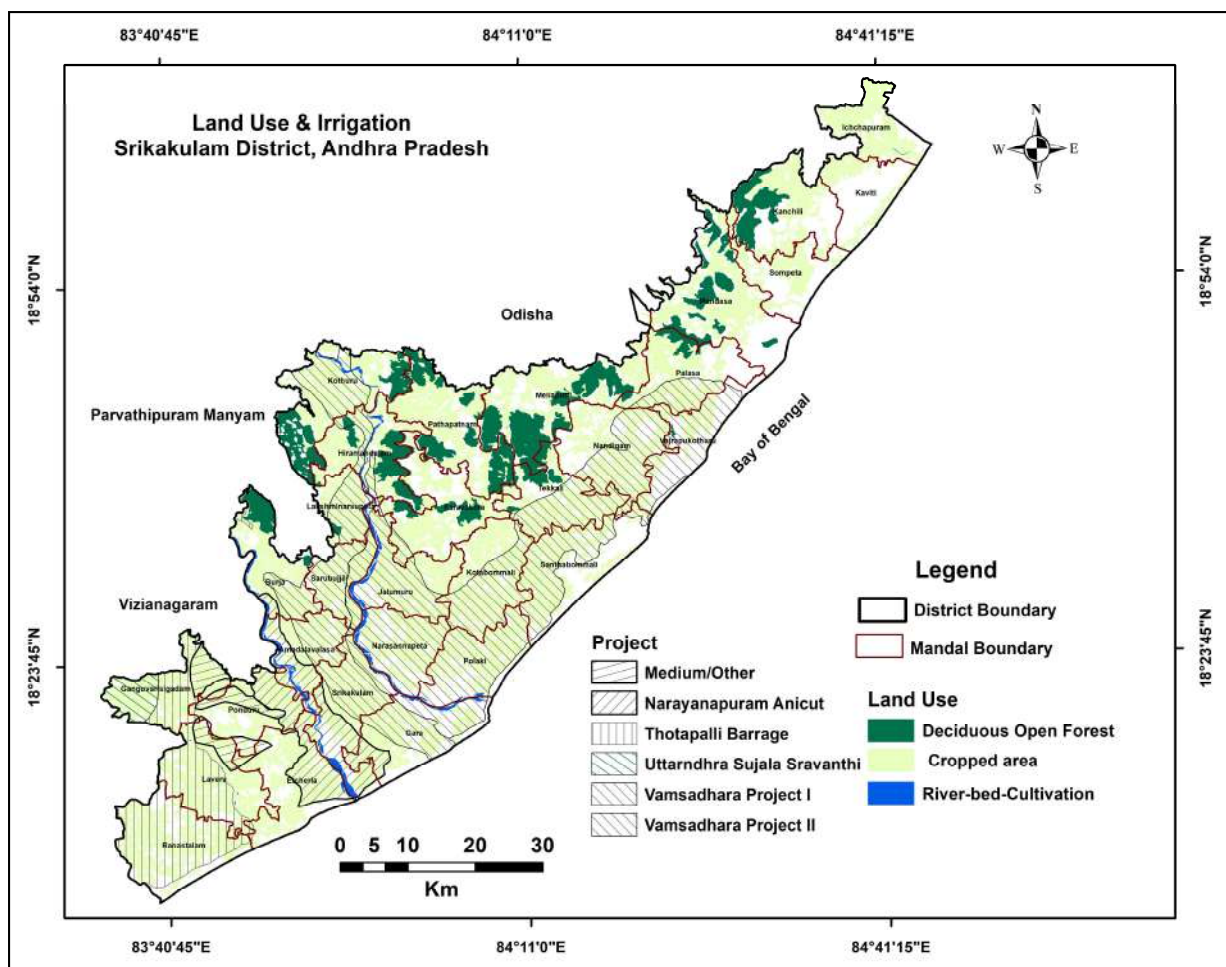 83°40'45"E
84°11'0"E
84°41'15"E
Land Use & Irrigation
Srikakulam District, Andhra Pradesh
N
W
E
S
Ichchapuram
Kaviti
Kanchili
Sompeta
18°54'0"N
18°54'0"N
Odisha
Mandasa
Palasa
Kothuru
Parvathipuram Manyam
Bay of Bengal
Pathapatnam
Nandigam
Vajrapukothuru
Hiramandalam
Tekkali
Santhabommali
Kotabommali
Burja
Sarubujjili
Jalumuru
Vizianagaram
Legend
District Boundary
Mandal Boundary
Amadalavalasa
Narasannapeta
Polaki
18°23'45"N
18°23'45"N
Project
Medium/Other
Narayanapuram Anicut
Thotapalli Barrage
Uttarndhra Sujala Sravanthi
Vamsadhara Project I
Vamsadhara Project II
Land Use
Deciduous Open Forest
Cropped area
River-bed-Cultivation
Srikakulam
Ponduru
Gara
Laveru
Etcherla
Ranastalam
0 5 10 20 30
Km
83°40'45"E
84°11'0"E
84°41'15"E